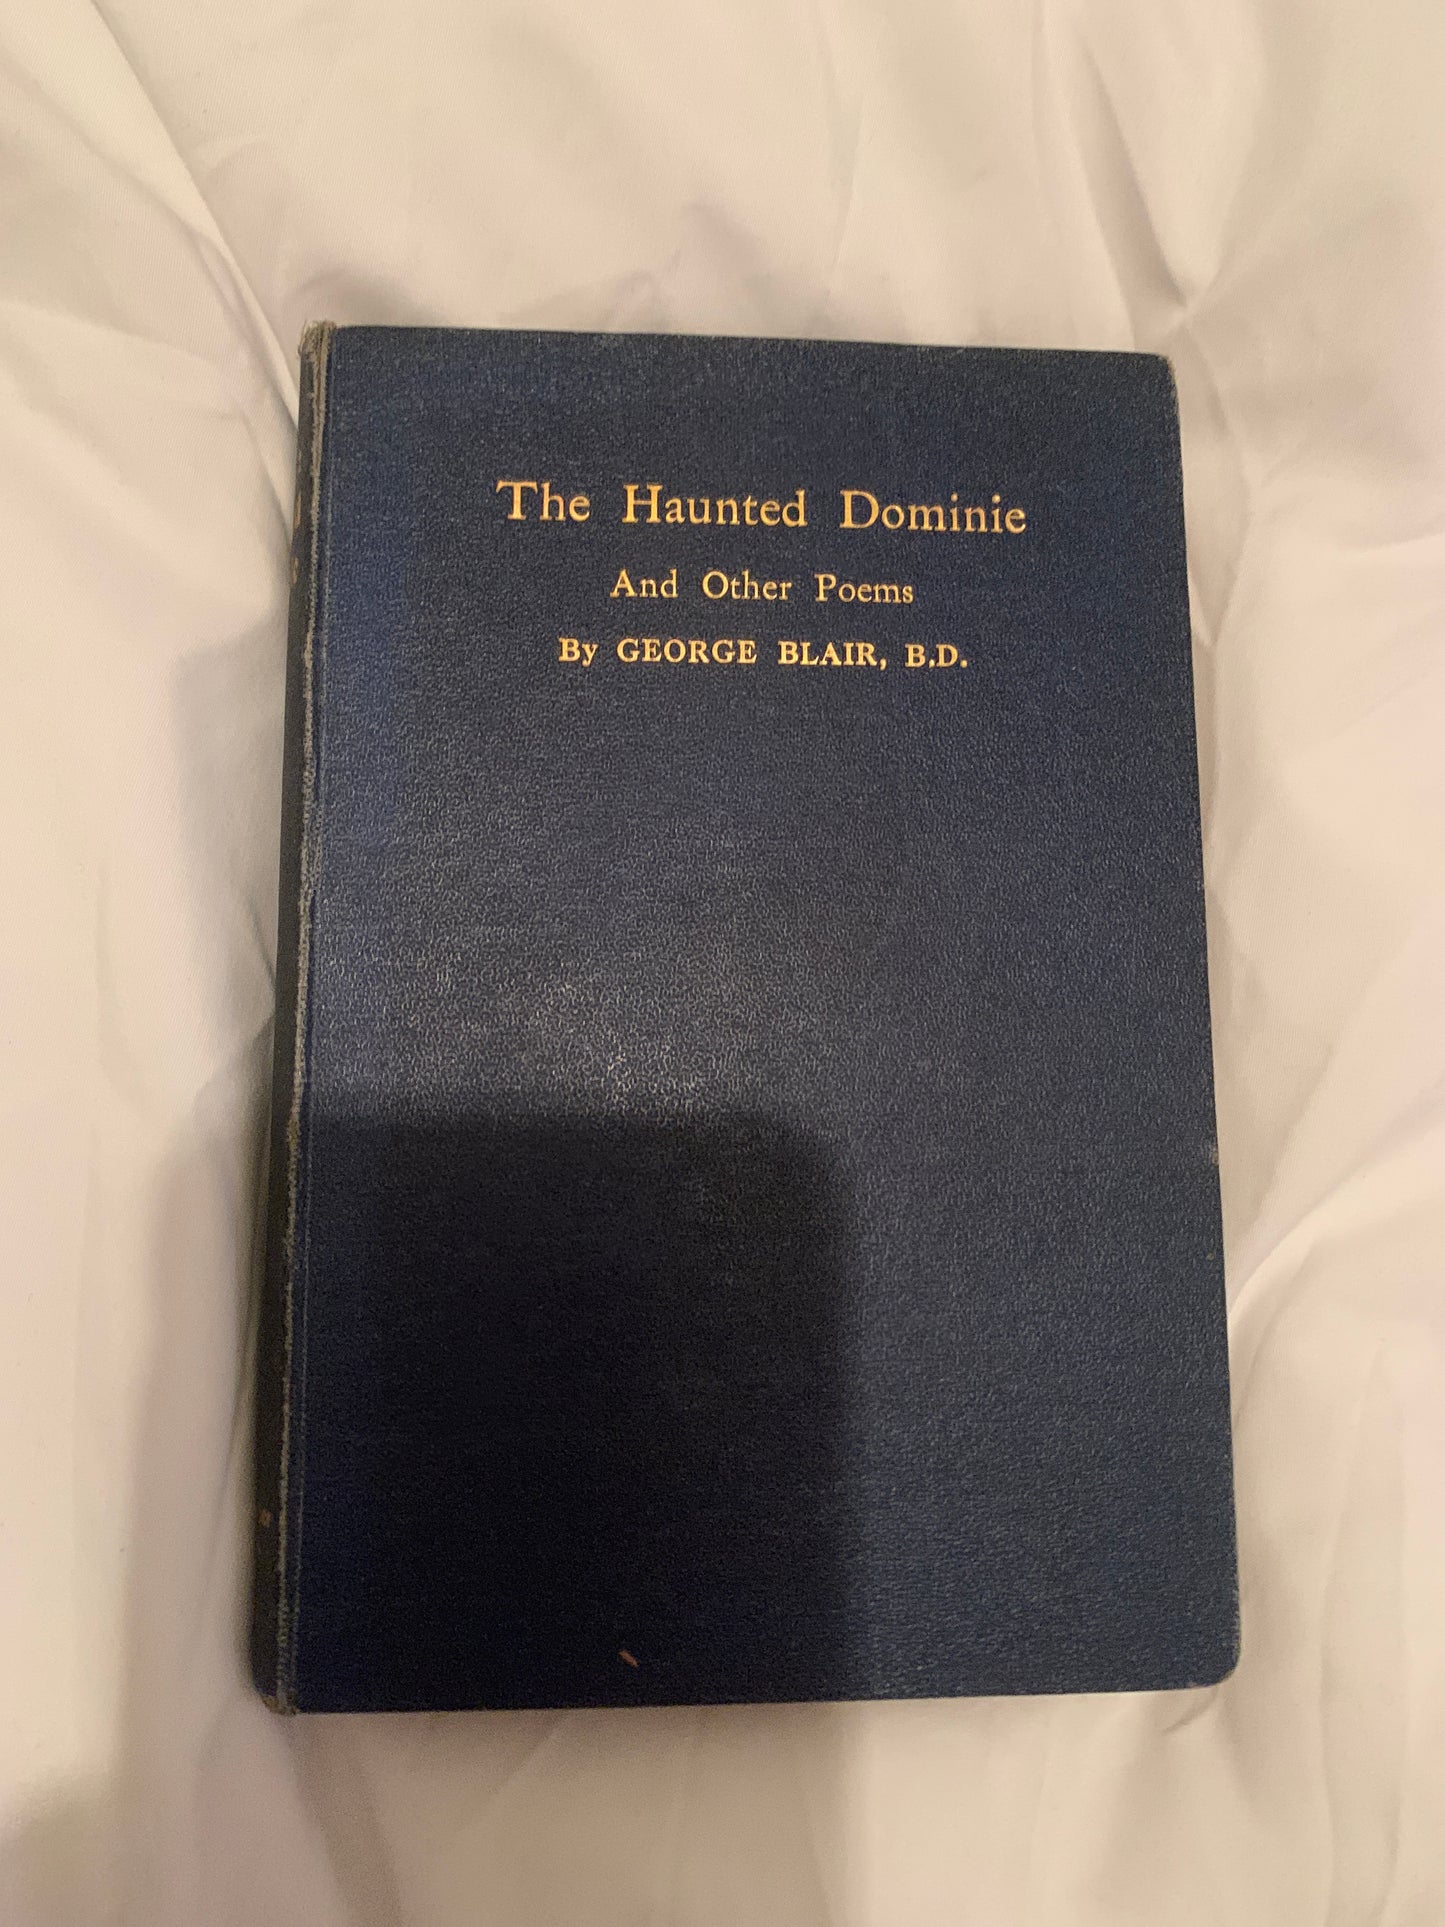 The Haunted Dominie
And Other Poems
By GEORGE BLAIR, B.D.